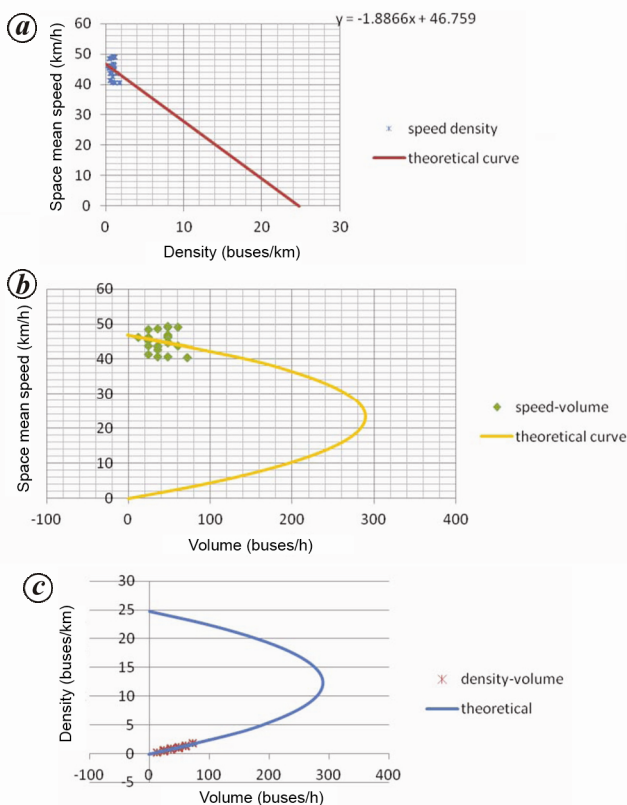 a
y = -1.8866x + 46.759
Space mean speed (km/h)
60
50
40
30
20
10
0
0 10 20 30
Density (buses/km)
speed density
theoretical curve
b
Space mean speed (km/h)
60
50
40
30
20
10
0
-100 0 100 200 300 400
Volume (buses/h)
speed-volume
theoretical curve
c
Density (buses/km)
30
25
20
15
10
5
0
-5
-100 0 100 200 300 400
Volume (buses/h)
density-volume
theoretical